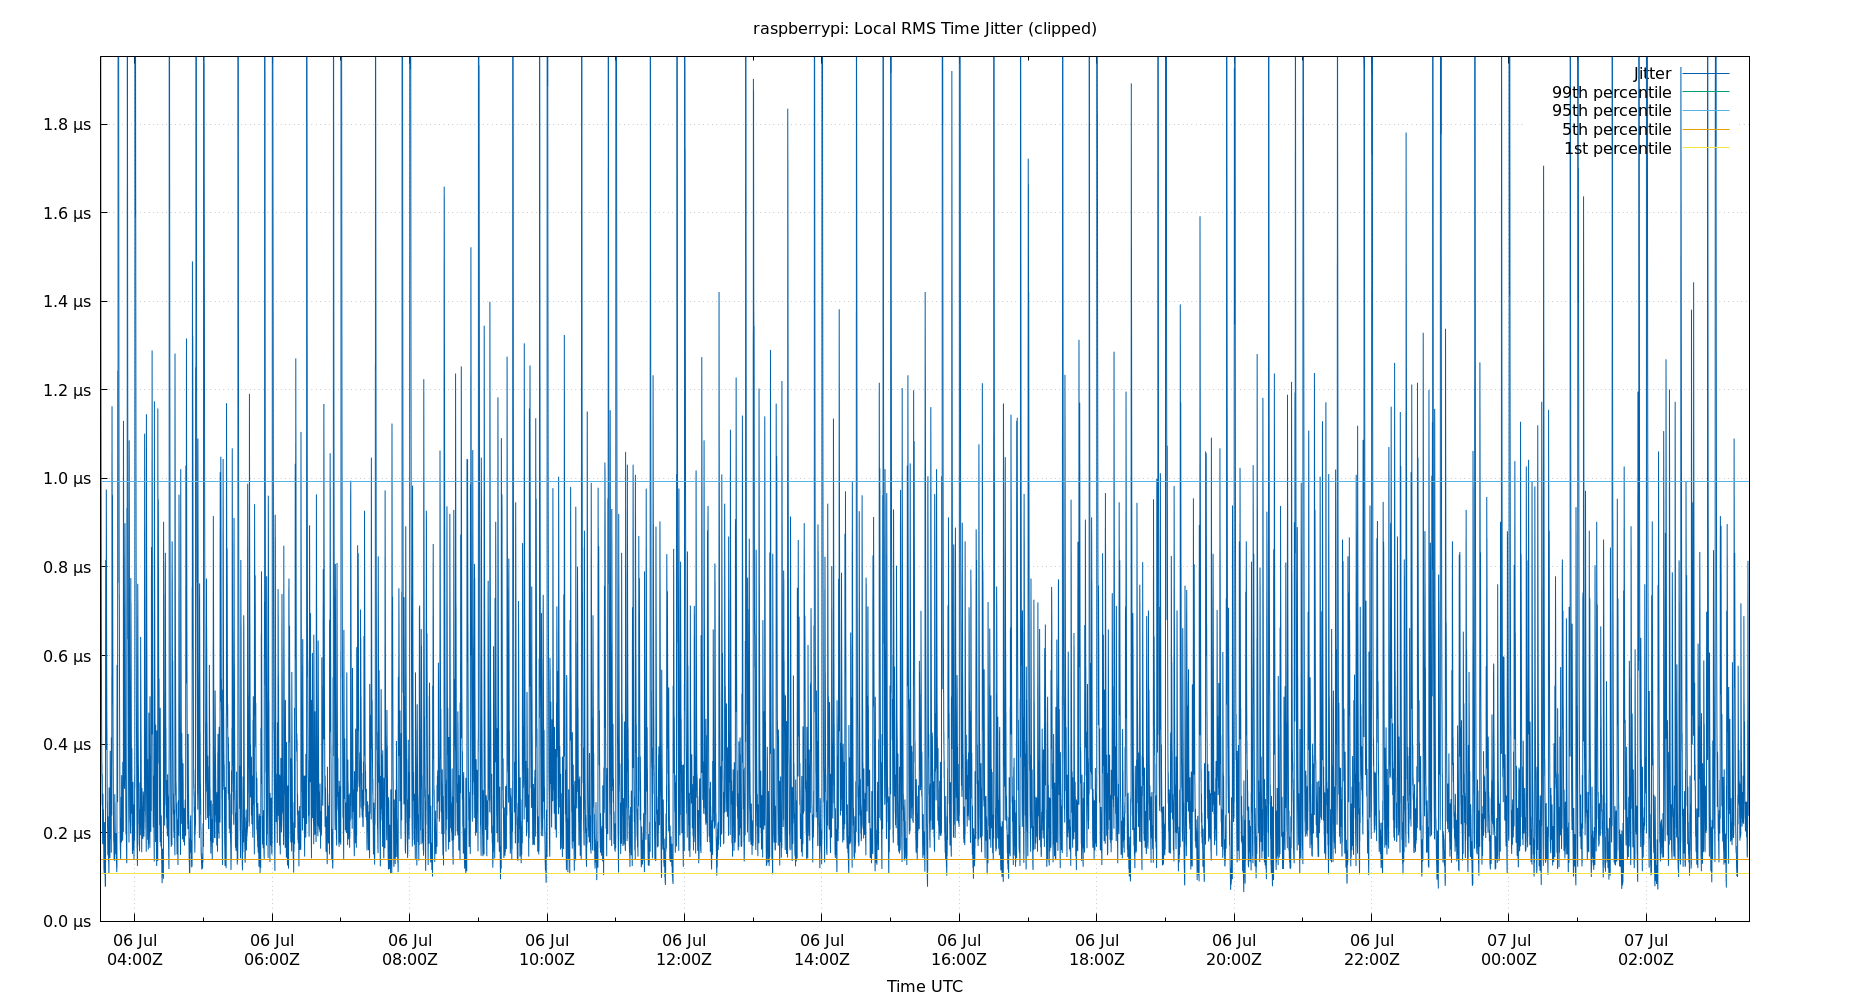 raspberrypi: Local RMS Time Jitter (clipped)
Jitter
99th percentile
95th percentile
5th percentile
1st percentile
1.8 µs
1.6 µs
1.4 µs
1.2 µs
1.0 µs
0.8 µs
0.6 µs
0.4 µs
0.2 µs
0.0 µs
06 Jul 06 Jul 06 Jul 06 Jul 06 Jul 06 Jul 06 Jul 06 Jul 06 Jul 06 Jul 07 Jul 07 Jul
04:00Z 06:00Z 08:00Z 10:00Z 12:00Z 14:00Z 16:00Z 18:00Z 20:00Z 22:00Z 00:00Z 02:00Z
Time UTC